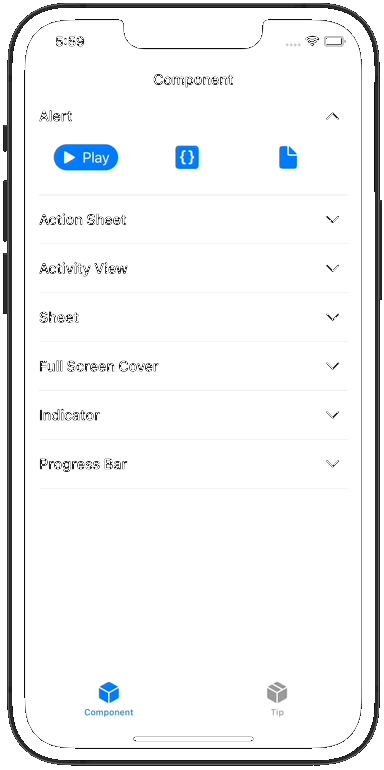 5:59
Component
Alert
Play
Action Sheet
Activity View
Sheet
Full Screen Cover
Indicator
Progress Bar
Component
Tip